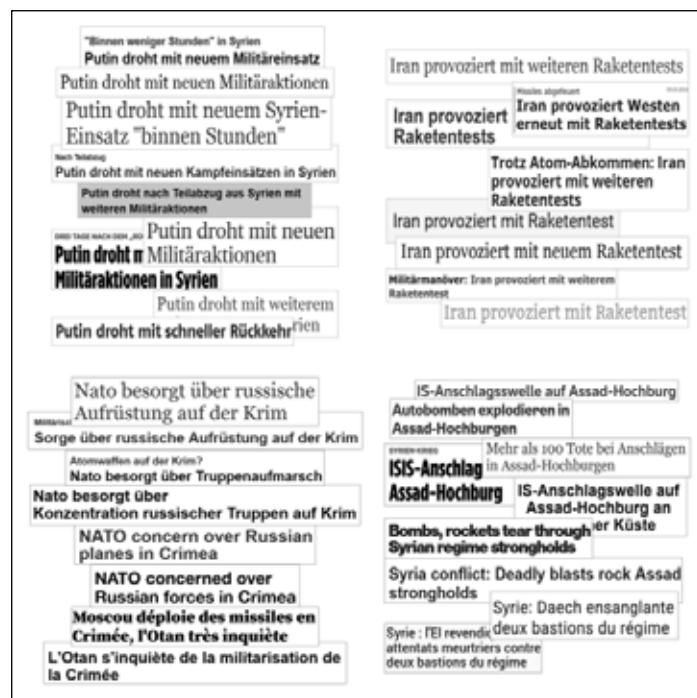 "Binnen weniger Stunden" in Syrien
Putin droht mit neuem Militäreinsatz
Putin droht mit neuen Militäraktionen
Putin droht mit neuem Syrien-
Einsatz "binnen Stunden"
Nach Teilabzug
Putin droht mit neuen Kampfeinsätzen in Syrien
Putin droht nach Teilabzug aus Syrien mit
weiteren Militäraktionen
DREI TAGE NACH DEM
Putin droht m
Militäraktionen in Syrien
Putin droht mit neuen
Militäraktionen
Putin droht mit weiterem
rien
Putin droht mit schneller Rückkehr
Iran provoziert mit weiteren Raketentests
Iran provoziert
Raketentests
Missiles abgefeuert
Iran provoziert Westen
erneut mit Raketentests
Trotz Atom-Abkommen: Iran
provoziert mit weiteren
Raketentests
Iran provoziert mit Raketentest
Iran provoziert mit neuem Raketentest
Militärmanöver: Iran provoziert mit weiterem
Raketentest
Iran provoziert mit Raketentest
Nato besorgt über russische
Aufrüstung auf der Krim
Sorge über russische Aufrüstung auf der Krim
Atomwaffen auf der Krim?
Nato besorgt über Truppenaufmarsch
Nato besorgt über
Konzentration russischer Truppen auf Krim
NATO concern over Russian
planes in Crimea
NATO concerned over
Russian forces in Crimea
Moscou déploie des missiles en
Crimée, l'Otan très inquiète
L'Otan s'inquiète de la militarisation de
la Crimée
IS-Anschlagsswelle auf Assad-Hochburg
Autobomben explodieren in
Assad-Hochburgen
SYRIEN-KRIEG
ISIS-Anschlag
Assad-Hochburg
Mehr als 100 Tote bei Anschlägen
in Assad-Hochburgen
IS-Anschlagswelle auf
Assad-Hochburg an
er Küste
Bombs, rockets tear through
Syrian regime strongholds
Syria conflict: Deadly blasts rock Assad
strongholds
Syrie: Daech ensanglante
deux bastions du régime
Syrie : l'EI revendi
attentats meurtriers contre
deux bastions du régime